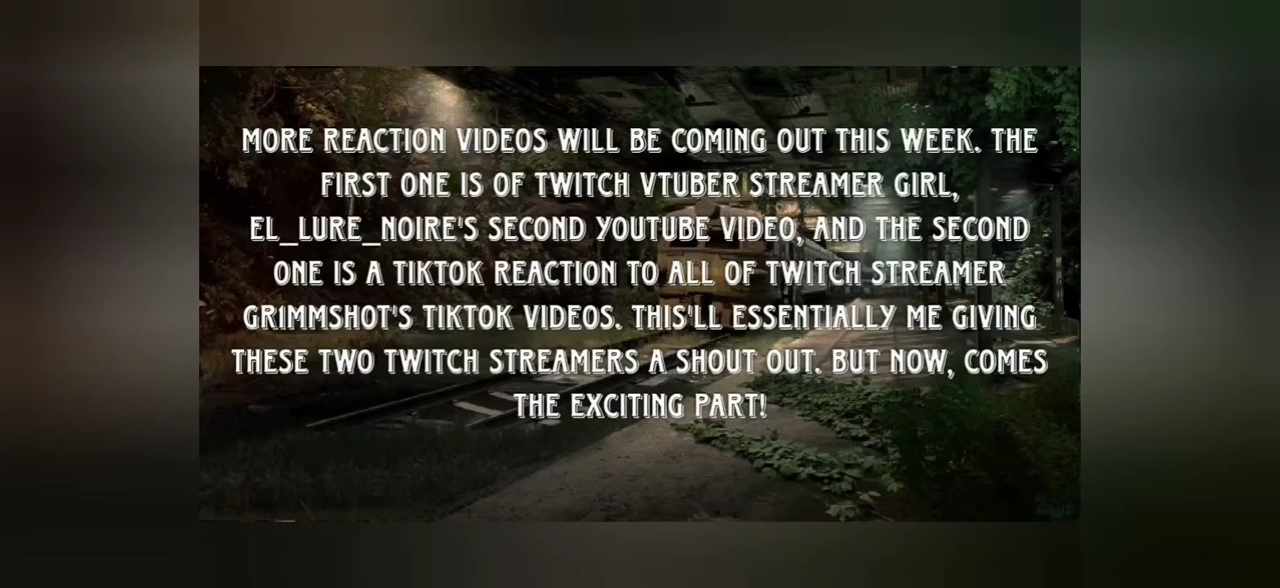 MORE REACTION VIDEOS WILL BE COMING OUT THIS WEEK. THE
FIRST ONE IS OF TWITCH VTUBER STREAMER GIRL,
EL_LURE_NOIRE'S SECOND YOUTUBE VIDEO, AND THE SECOND
ONE IS A TIKTOK REACTION TO ALL OF TWITCH STREAMER
GRIMMSHOT'S TIKTOK VIDEOS. THIS'LL ESSENTIALLY ME GIVING
THESE TWO TWITCH STREAMERS A SHOUT OUT. BUT NOW, COMES
THE EXCITING PART!